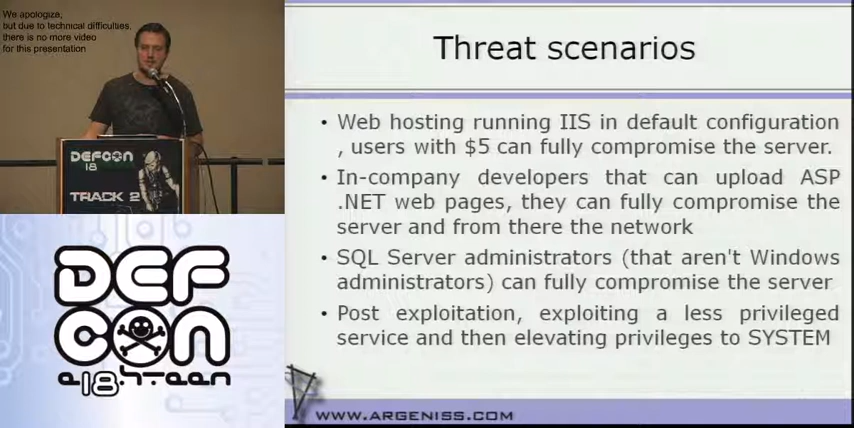 We apologize,
but due to technical difficulties,
there is no more video
for this presentation
DEFCON
18
TRACK 2
DEF
CON
e18hteen
Threat scenarios
• Web hosting running IIS in default configuration
, users with $5 can fully compromise the server.
• In-company developers that can upload ASP
.NET web pages, they can fully compromise the
server and from there the network
• SQL Server administrators (that aren't Windows
administrators) can fully compromise the server
• Post exploitation, exploiting a less privileged
service and then elevating privileges to SYSTEM
WWW.ARGENISS.COM